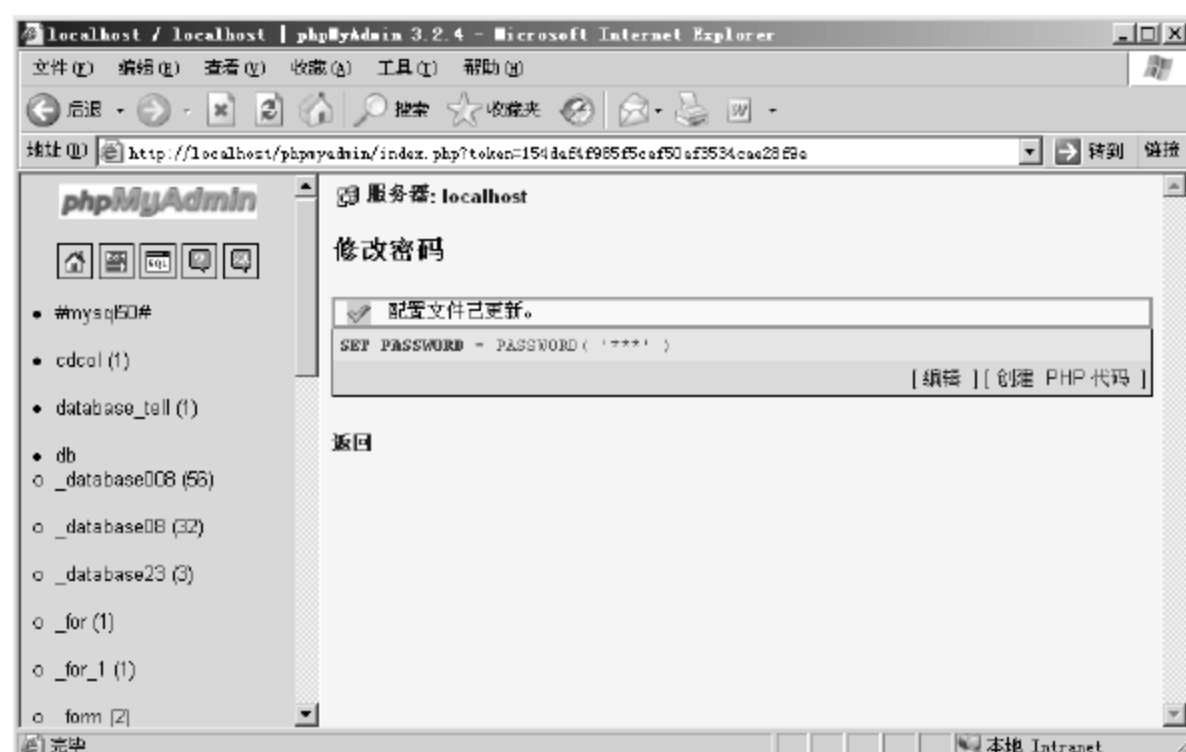 localhost / localhost | phpMyAdmin 3.2.4 - Microsoft Internet Explorer
文件(F) 编辑(E) 查看(V) 收藏(A) 工具(T) 帮助(H)
后退 搜索 收藏夹
地址(D) http://localhost/phpmyadmin/index.php?token=154daf4f985f5caf50af3534cae28f9a 转到 链接
phpMyAdmin
SQL
#mysql50#
cdcol (1)
database_tell (1)
db
_database008 (56)
_database08 (32)
_database23 (3)
_for (1)
_for_1 (1)
_form [2]
服务器: localhost
修改密码
配置文件已更新。
SET PASSWORD = PASSWORD( '***' )
[ 编辑 ] [ 创建 PHP 代码 ]
返回
完毕
本地 Intranet